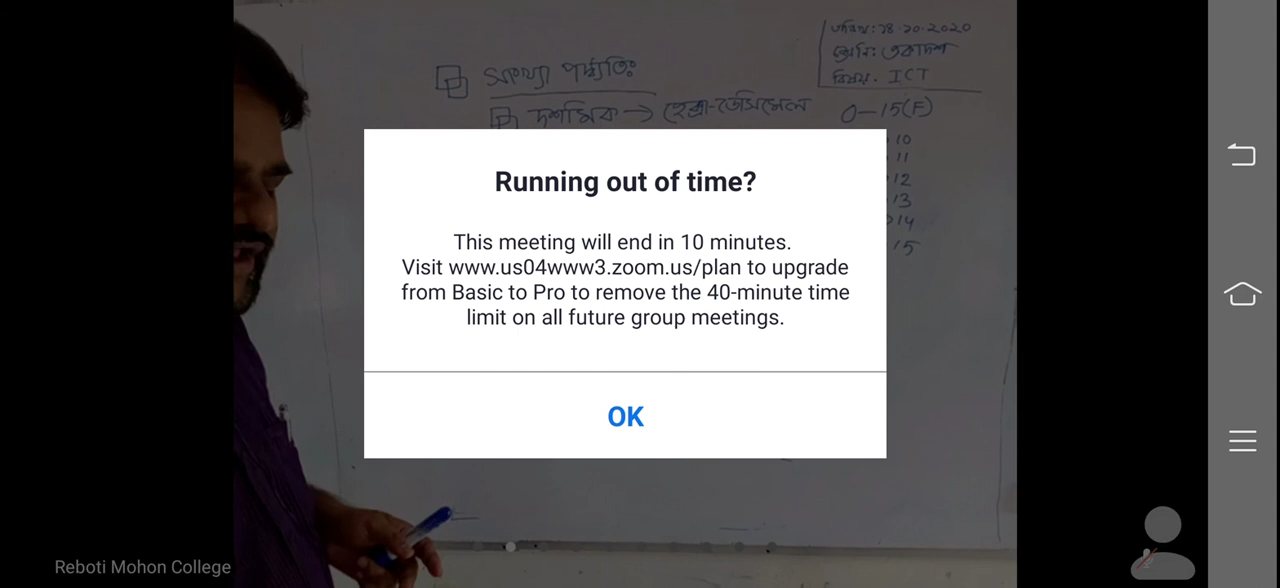 তারিখ: ১৪.১০.২০২০
শ্রেনি: একাদশ
বিষয়. ICT
সংখ্যা পদ্ধতিঃ
দশমিক → হেক্সা-ডেসিমেল 0-15(F)
10
11
12
13
14
15
Running out of time?
This meeting will end in 10 minutes.
Visit www.us04www3.zoom.us/plan to upgrade
from Basic to Pro to remove the 40-minute time
limit on all future group meetings.
OK
Reboti Mohon College